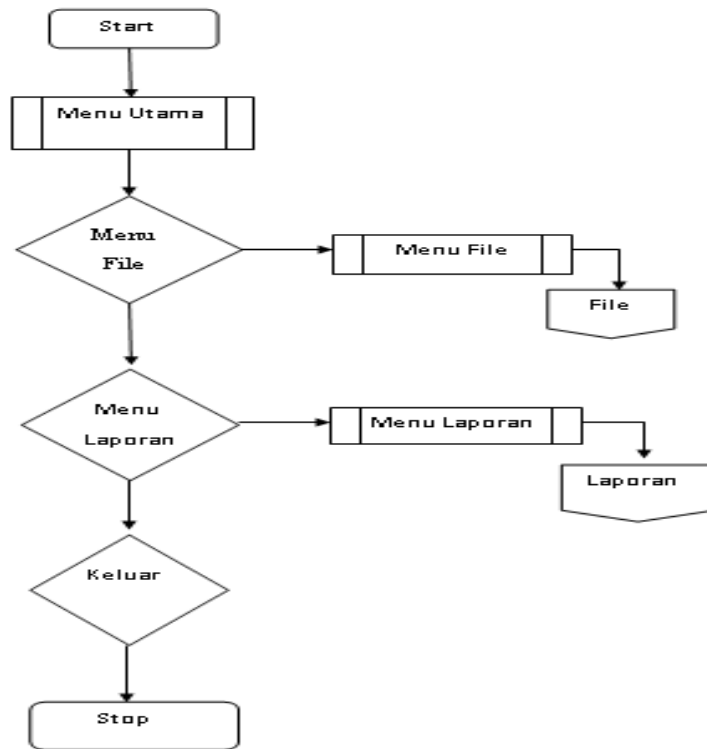 Start
Menu Utama
Menu
File
Menu File
File
Menu
Laporan
Menu Laporan
Laporan
Keluar
Stop